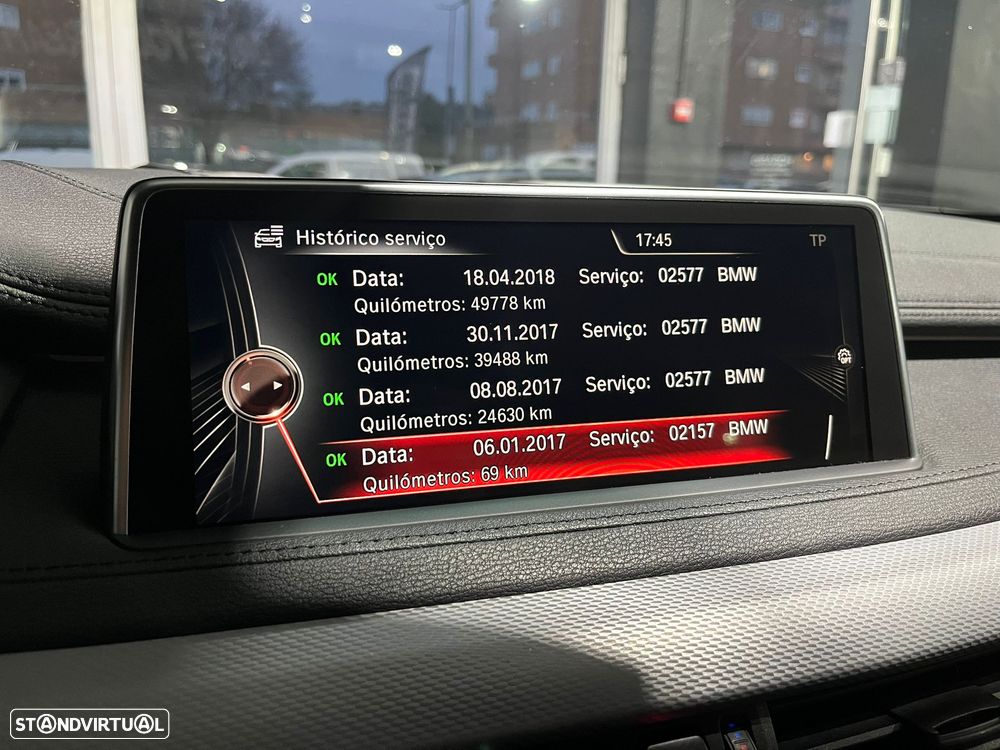 Histórico serviço 17:45 TP
OK Data: 18.04.2018 Serviço: 02577 BMW
Quilómetros: 49778 km
OK Data: 30.11.2017 Serviço: 02577 BMW
Quilómetros: 39488 km
OK Data: 08.08.2017 Serviço: 02577 BMW
Quilómetros: 24630 km
OK Data: 06.01.2017 Serviço: 02157 BMW
Quilómetros: 69 km
OFF
STANDVIRTUAL